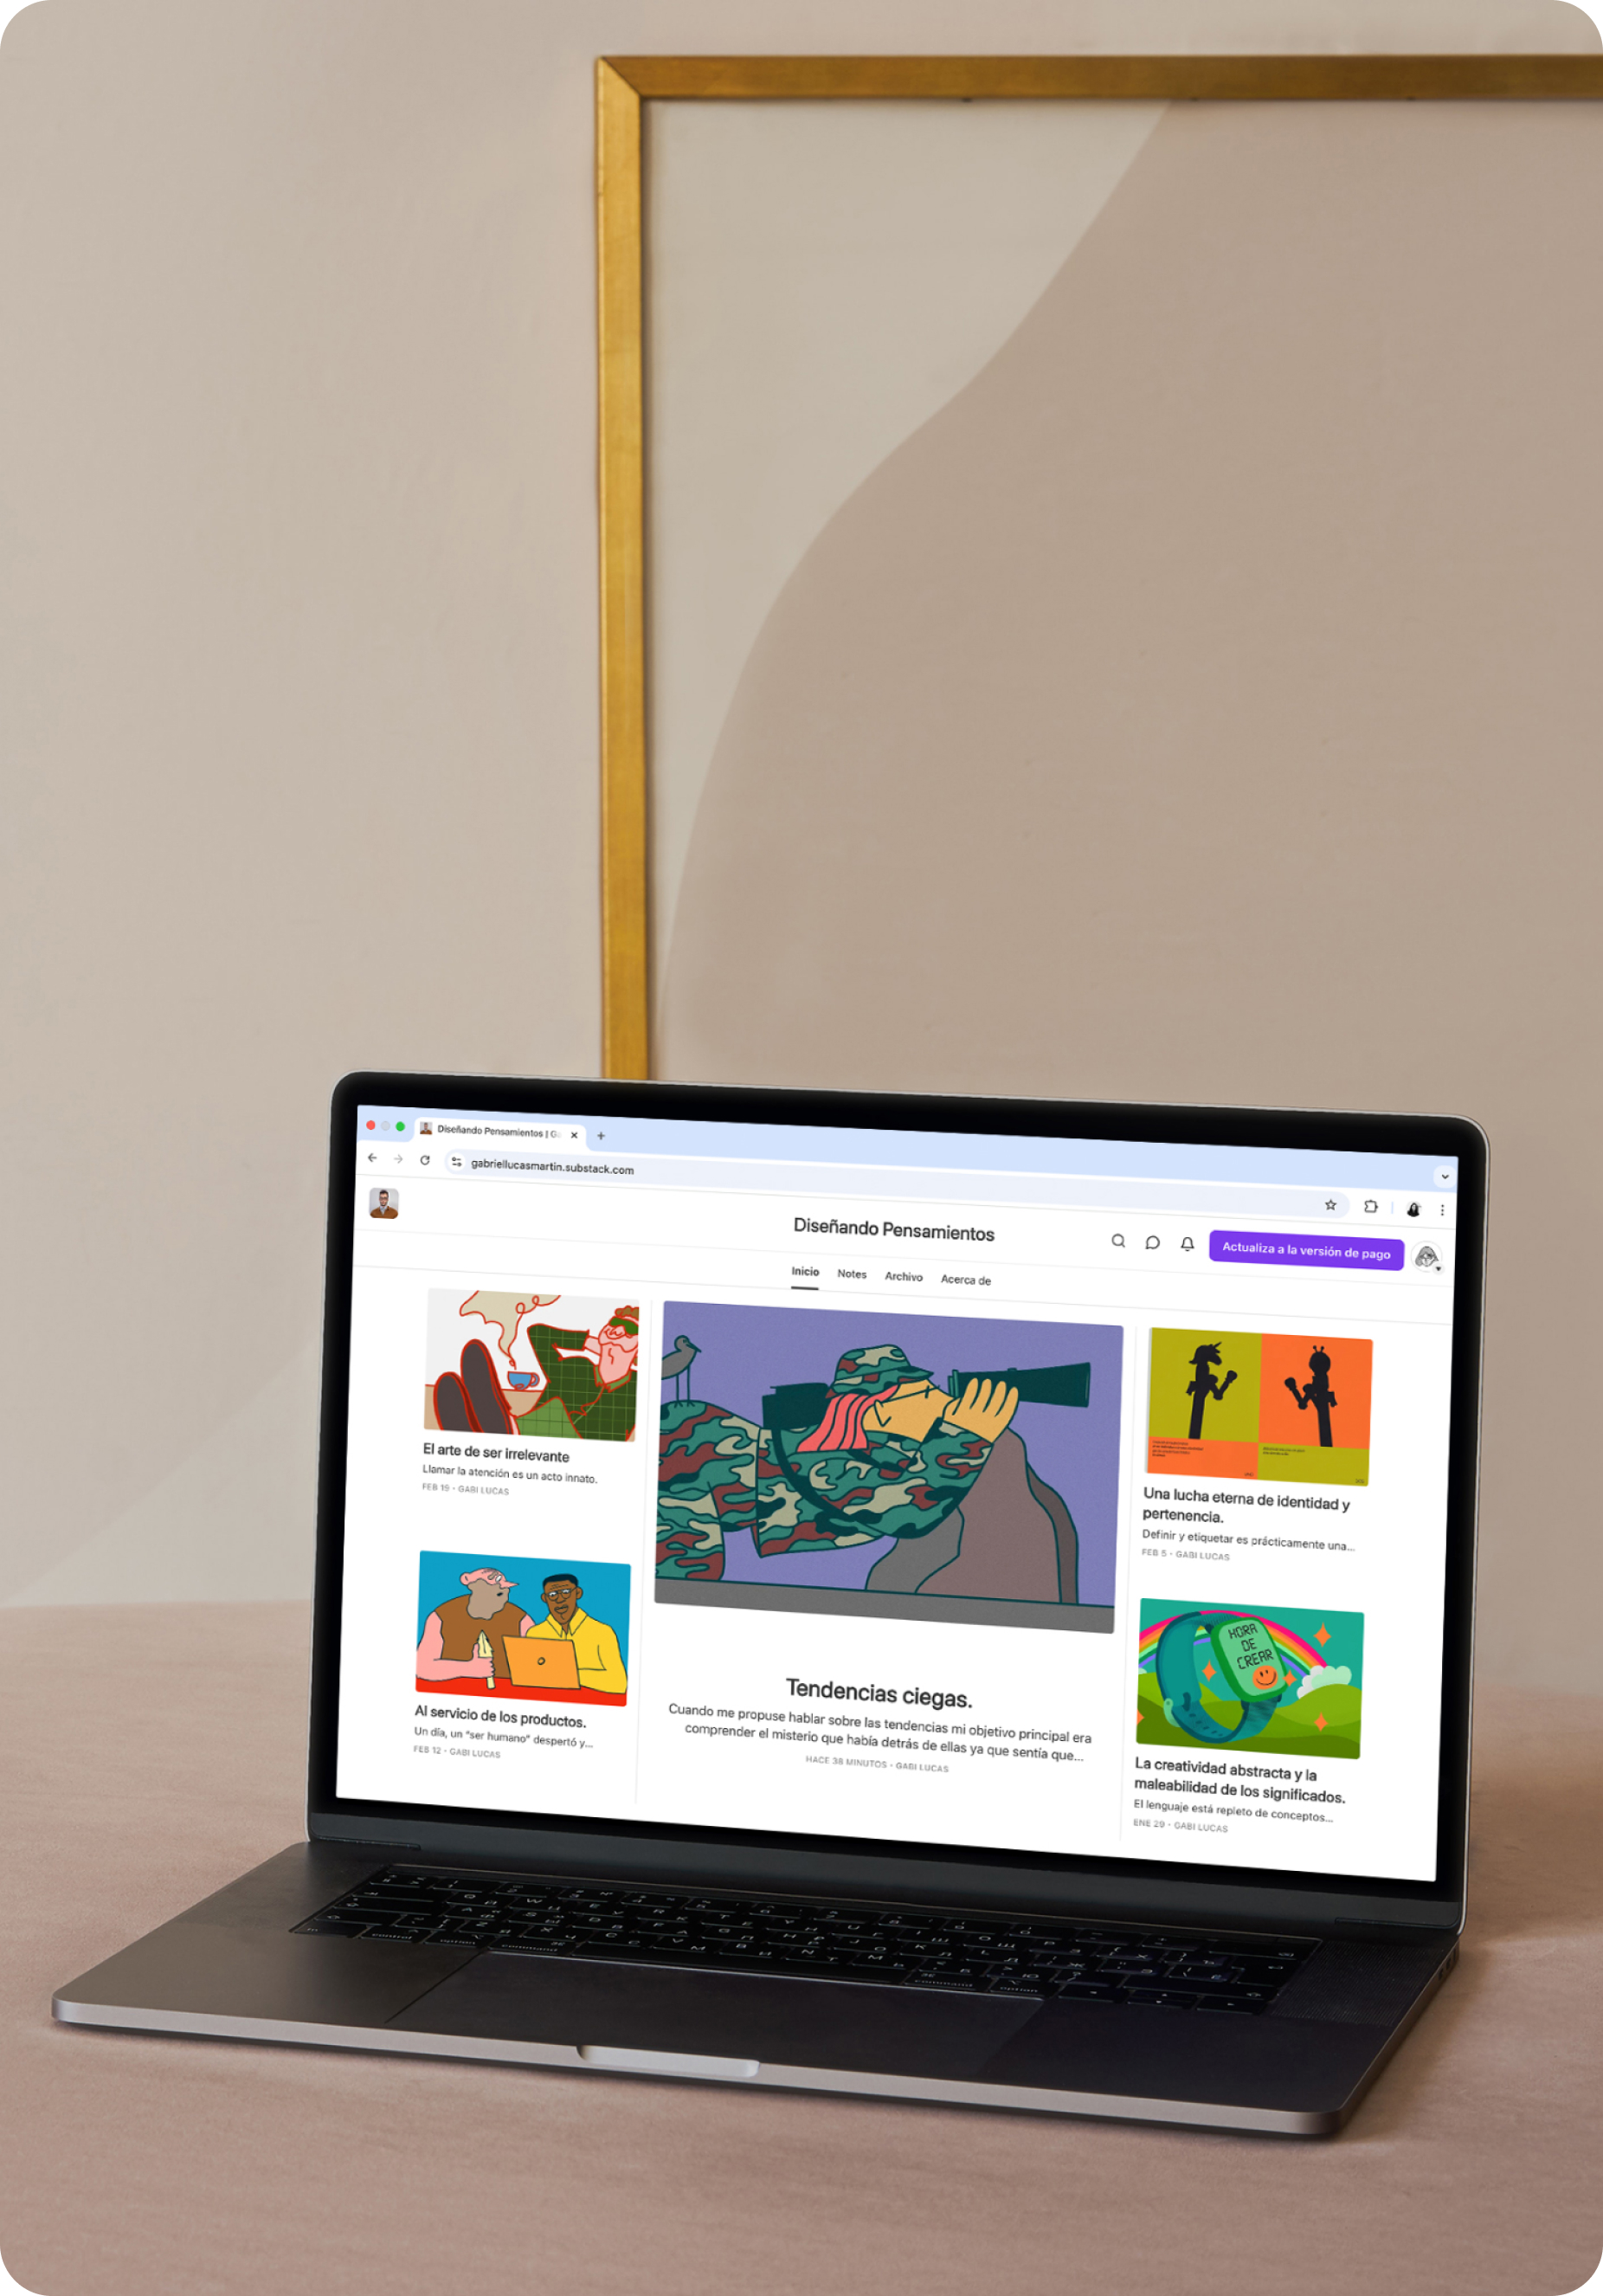 Diseñando Pensamientos | G
gabriellucasmartin.substack.com
Diseñando Pensamientos
Actualiza a la versión de pago
Inicio Notes Archivo Acerca de
El arte de ser irrelevante
Llamar la atención es un acto innato.
FEB 19 • GABI LUCAS
Al servicio de los productos.
Un día, un "ser humano" despertó y...
FEB 12 • GABI LUCAS
Tendencias ciegas.
Cuando me propuse hablar sobre las tendencias mi objetivo principal era
comprender el misterio que había detrás de ellas ya que sentía que...
HACE 38 MINUTOS • GABI LUCAS
Una lucha eterna de identidad y
pertenencia.
Definir y etiquetar es prácticamente una...
FEB 5 • GABI LUCAS
HORA
DE
CREAR
La creatividad abstracta y la
maleabilidad de los significados.
El lenguaje está repleto de conceptos...
ENE 29 • GABI LUCAS
control option command
command option